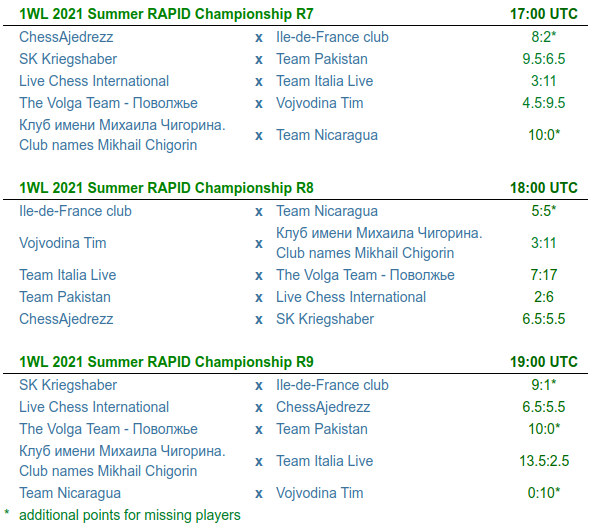 1WL 2021 Summer RAPID Championship R7 17:00 UTC
ChessAjedrezz x Ile-de-France club 8:2*
SK Kriegshaber x Team Pakistan 9.5:6.5
Live Chess International x Team Italia Live 3:11
The Volga Team - Поволжье x Vojvodina Tim 4.5:9.5
Клуб имени Михаила Чигорина.
Club names Mikhail Chigorin x Team Nicaragua 10:0*
1WL 2021 Summer RAPID Championship R8 18:00 UTC
Ile-de-France club x Team Nicaragua 5:5*
Vojvodina Tim x Клуб имени Михаила Чигорина. 3:11
Club names Mikhail Chigorin
Team Italia Live x The Volga Team - Поволжье 7:17
Team Pakistan x Live Chess International 2:6
ChessAjedrezz x SK Kriegshaber 6.5:5.5
1WL 2021 Summer RAPID Championship R9 19:00 UTC
SK Kriegshaber x Ile-de-France club 9:1*
Live Chess International x ChessAjedrezz 6.5:5.5
The Volga Team - Поволжье x Team Pakistan 10:0*
Клуб имени Михаила Чигорина.
Club names Mikhail Chigorin x Team Italia Live 13.5:2.5
Team Nicaragua x Vojvodina Tim 0:10*
* additional points for missing players